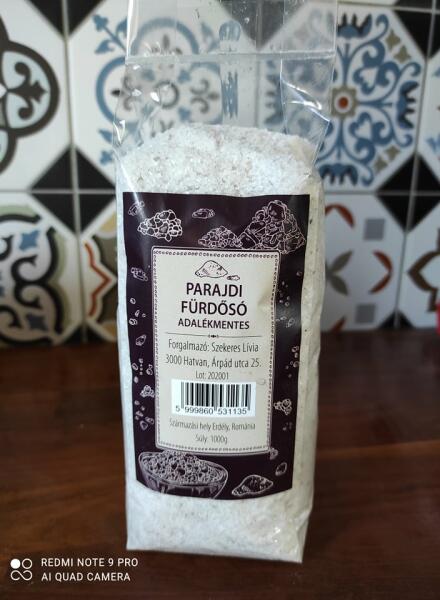 PARAJDI
FÜRDŐSÓ
ADALÉKMENTES
Forgalmazó: Szekeres Lívia
3000 Hatvan, Árpád utca 25.
Lot: 202001
5 999860 531135
Származási hely Erdély, Románia
Súly: 1000g
REDMI NOTE 9 PRO
AI QUAD CAMERA